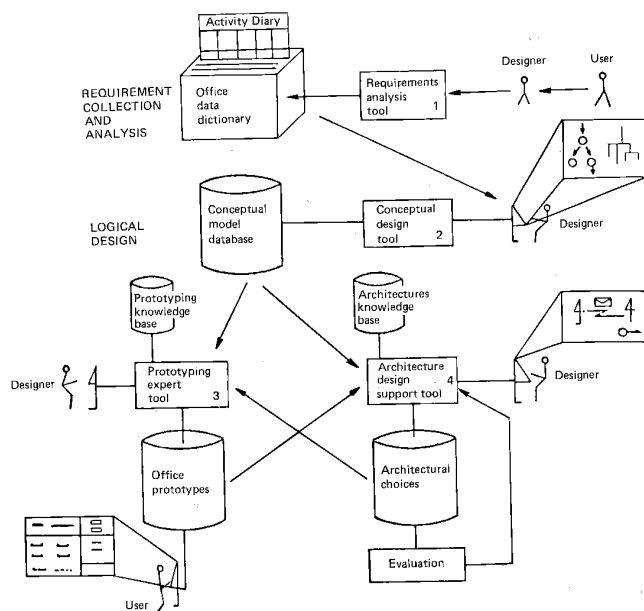 Activity Diary
Office
data
dictionary
REQUIREMENT
COLLECTION
AND
ANALYSIS
Requirements
analysis
tool
1
Designer
User
LOGICAL
DESIGN
Conceptual
model
database
Conceptual
design
tool
2
Designer
Prototyping
knowledge
base
Architectures
knowledge
base
Designer
Prototyping
expert
tool
3
Architecture
design
support tool
4
Designer
Office
prototypes
Architectural
choices
Evaluation
User